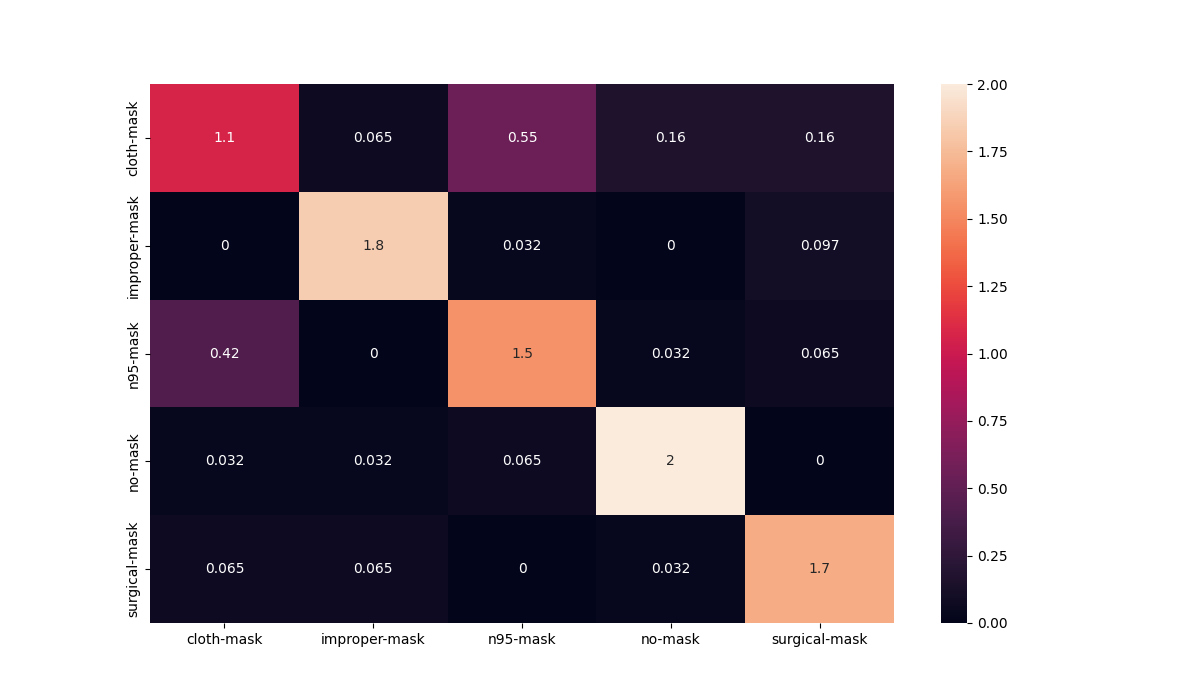 cloth-mask 1.1 0.065 0.55 0.16 0.16
improper-mask 0 1.8 0.032 0 0.097
n95-mask 0.42 0 1.5 0.032 0.065
no-mask 0.032 0.032 0.065 2 0
surgical-mask 0.065 0.065 0 0.032 1.7
cloth-mask improper-mask n95-mask no-mask surgical-mask
2.00
1.75
1.50
1.25
1.00
0.75
0.50
0.25
0.00